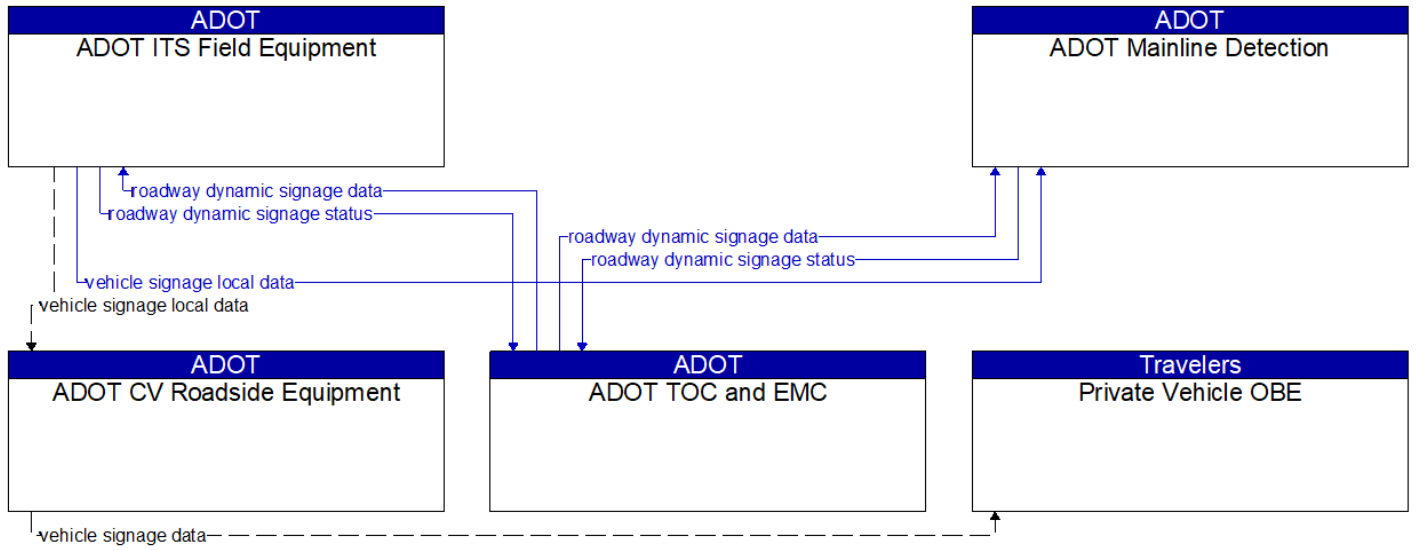 ADOT
ADOT ITS Field Equipment
ADOT
ADOT Mainline Detection
roadway dynamic signage data
roadway dynamic signage status
roadway dynamic signage data
roadway dynamic signage status
vehicle signage local data
vehicle signage local data
ADOT
ADOT CV Roadside Equipment
ADOT
ADOT TOC and EMC
Travelers
Private Vehicle OBE
vehicle signage data